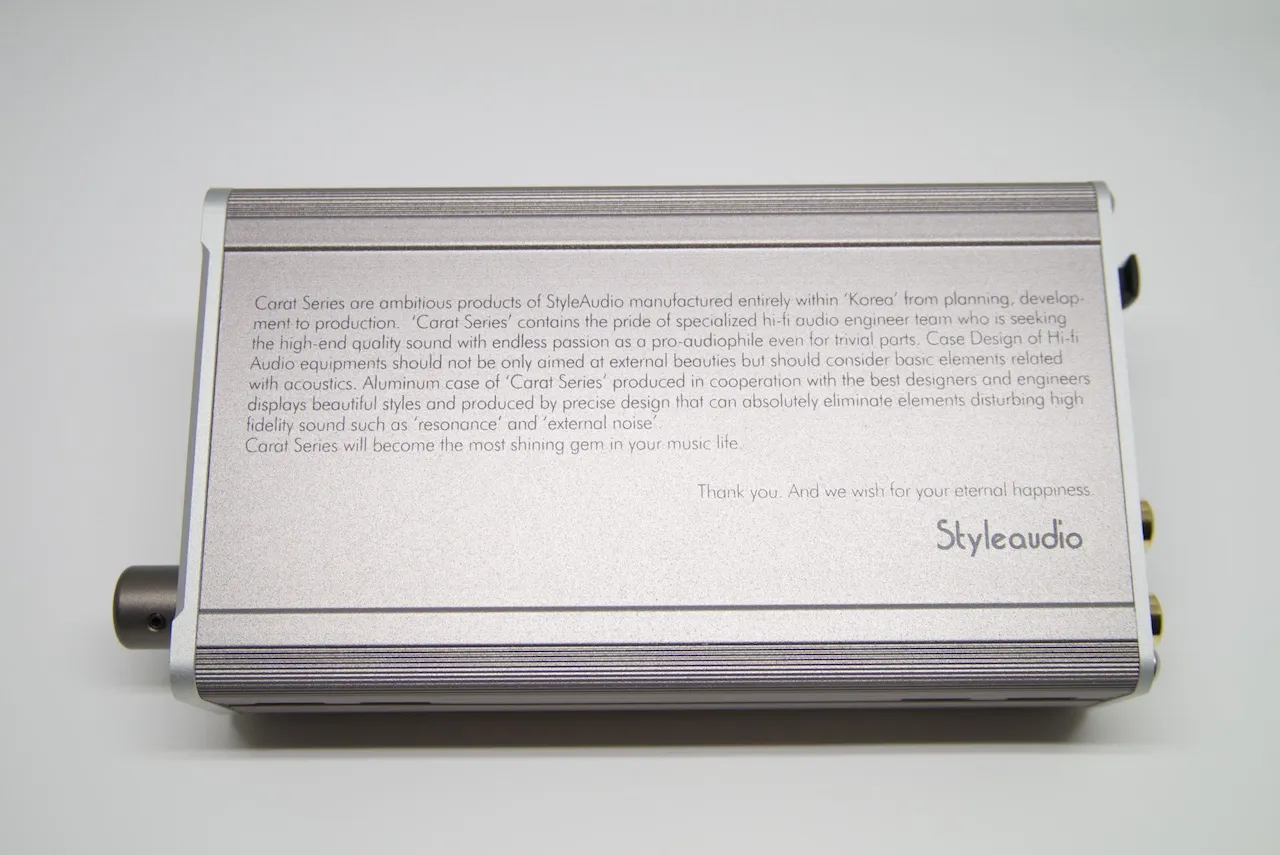 Carat Series are ambitious products of StyleAudio manufactured entirely within 'Korea' from planning, develop-
ment to production. 'Carat Series' contains the pride of specialized hi-fi audio engineer team who is seeking
the high-end quality sound with endless passion as a pro-audiophile even for trivial parts. Case Design of Hi-fi
Audio equipments should not be only aimed at external beauties but should consider basic elements related
with acoustics. Aluminum case of 'Carat Series' produced in cooperation with the best designers and engineers
displays beautiful styles and produced by precise design that can absolutely eliminate elements disturbing high
fidelity sound such as 'resonance' and 'external noise'.
Carat Series will become the most shining gem in your music life.
Thank you. And we wish for your eternal happiness.
Styleaudio